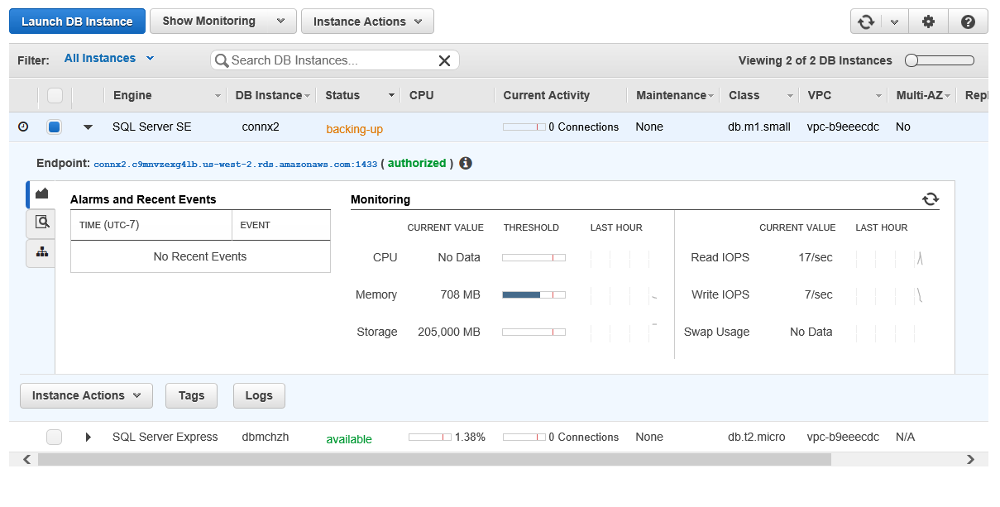 Launch DB Instance Show Monitoring Instance Actions
Filter: All Instances Search DB Instances... Viewing 2 of 2 DB Instances
Engine DB Instance Status CPU Current Activity Maintenance Class VPC Multi-AZ Repl
SQL Server SE connx2 backing-up 0 Connections None db.m1.small vpc-b9eeecdc No
Endpoint: connx2.c9mnvzexg4lb.us-west-2.rds.amazonaws.com:1433 ( authorized )
Alarms and Recent Events Monitoring
TIME (UTC-7) EVENT CURRENT VALUE THRESHOLD LAST HOUR CURRENT VALUE LAST HOUR
No Recent Events CPU No Data Read IOPS 17/sec
Memory 708 MB Write IOPS 7/sec
Storage 205,000 MB Swap Usage No Data
Instance Actions Tags Logs
SQL Server Express dbmchzh available 1.38% 0 Connections None db.t2.micro vpc-b9eeecdc N/A